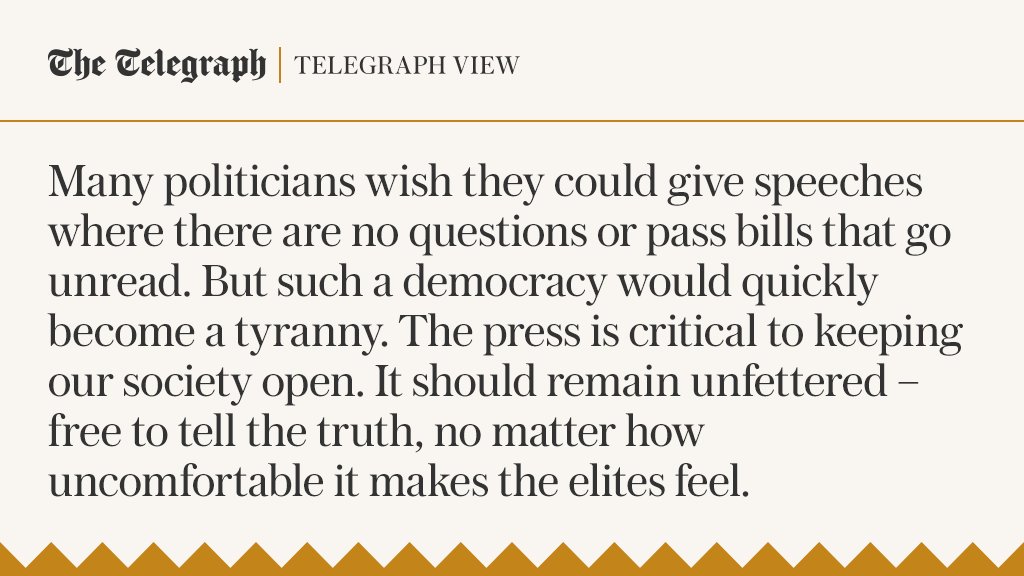 The Telegraph | TELEGRAPH VIEW
Many politicians wish they could give speeches
where there are no questions or pass bills that go
unread. But such a democracy would quickly
become a tyranny. The press is critical to keeping
our society open. It should remain unfettered –
free to tell the truth, no matter how
uncomfortable it makes the elites feel.